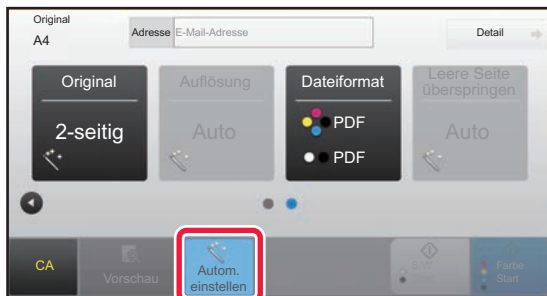 Original
A4
Adresse E-Mail-Adresse
Detail
Original
2-seitig
Auflösung
Auto
Dateiformat
PDF
PDF
Leere Seite
überspringen
Auto
CA
Vorschau
Autom.
einstellen
S/W
Start
Farbe
Start